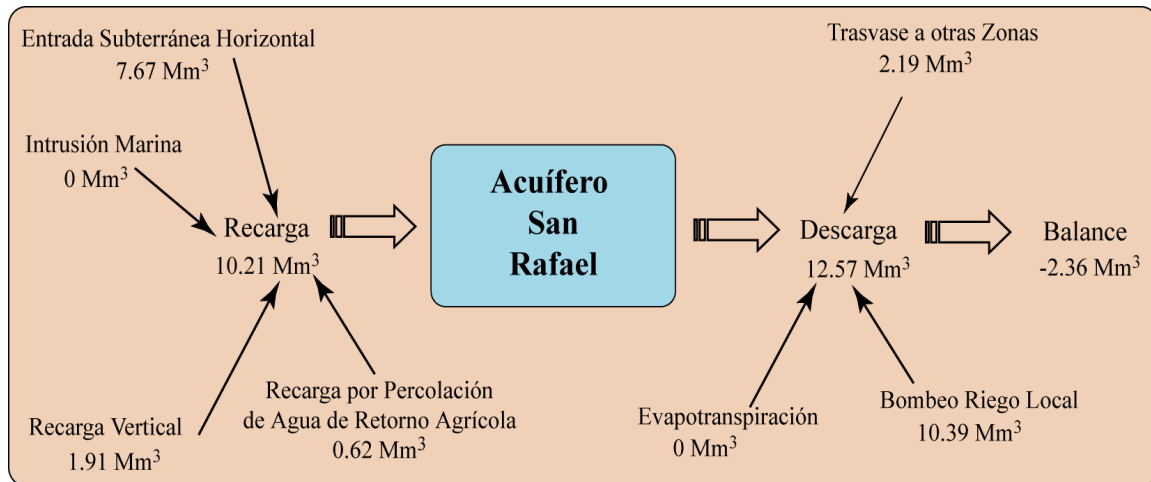 Entrada Subterránea Horizontal
7.67 Mm³
Trasvase a otras Zonas
2.19 Mm³
Intrusión Marina
0 Mm³
Acuífero
San
Rafael
Recarga
10.21 Mm³
Descarga
12.57 Mm³
Balance
-2.36 Mm³
Recarga Vertical
1.91 Mm³
Recarga por Percolación
de Agua de Retorno Agrícola
0.62 Mm³
Evapotranspiración
0 Mm³
Bombeo Riego Local
10.39 Mm³